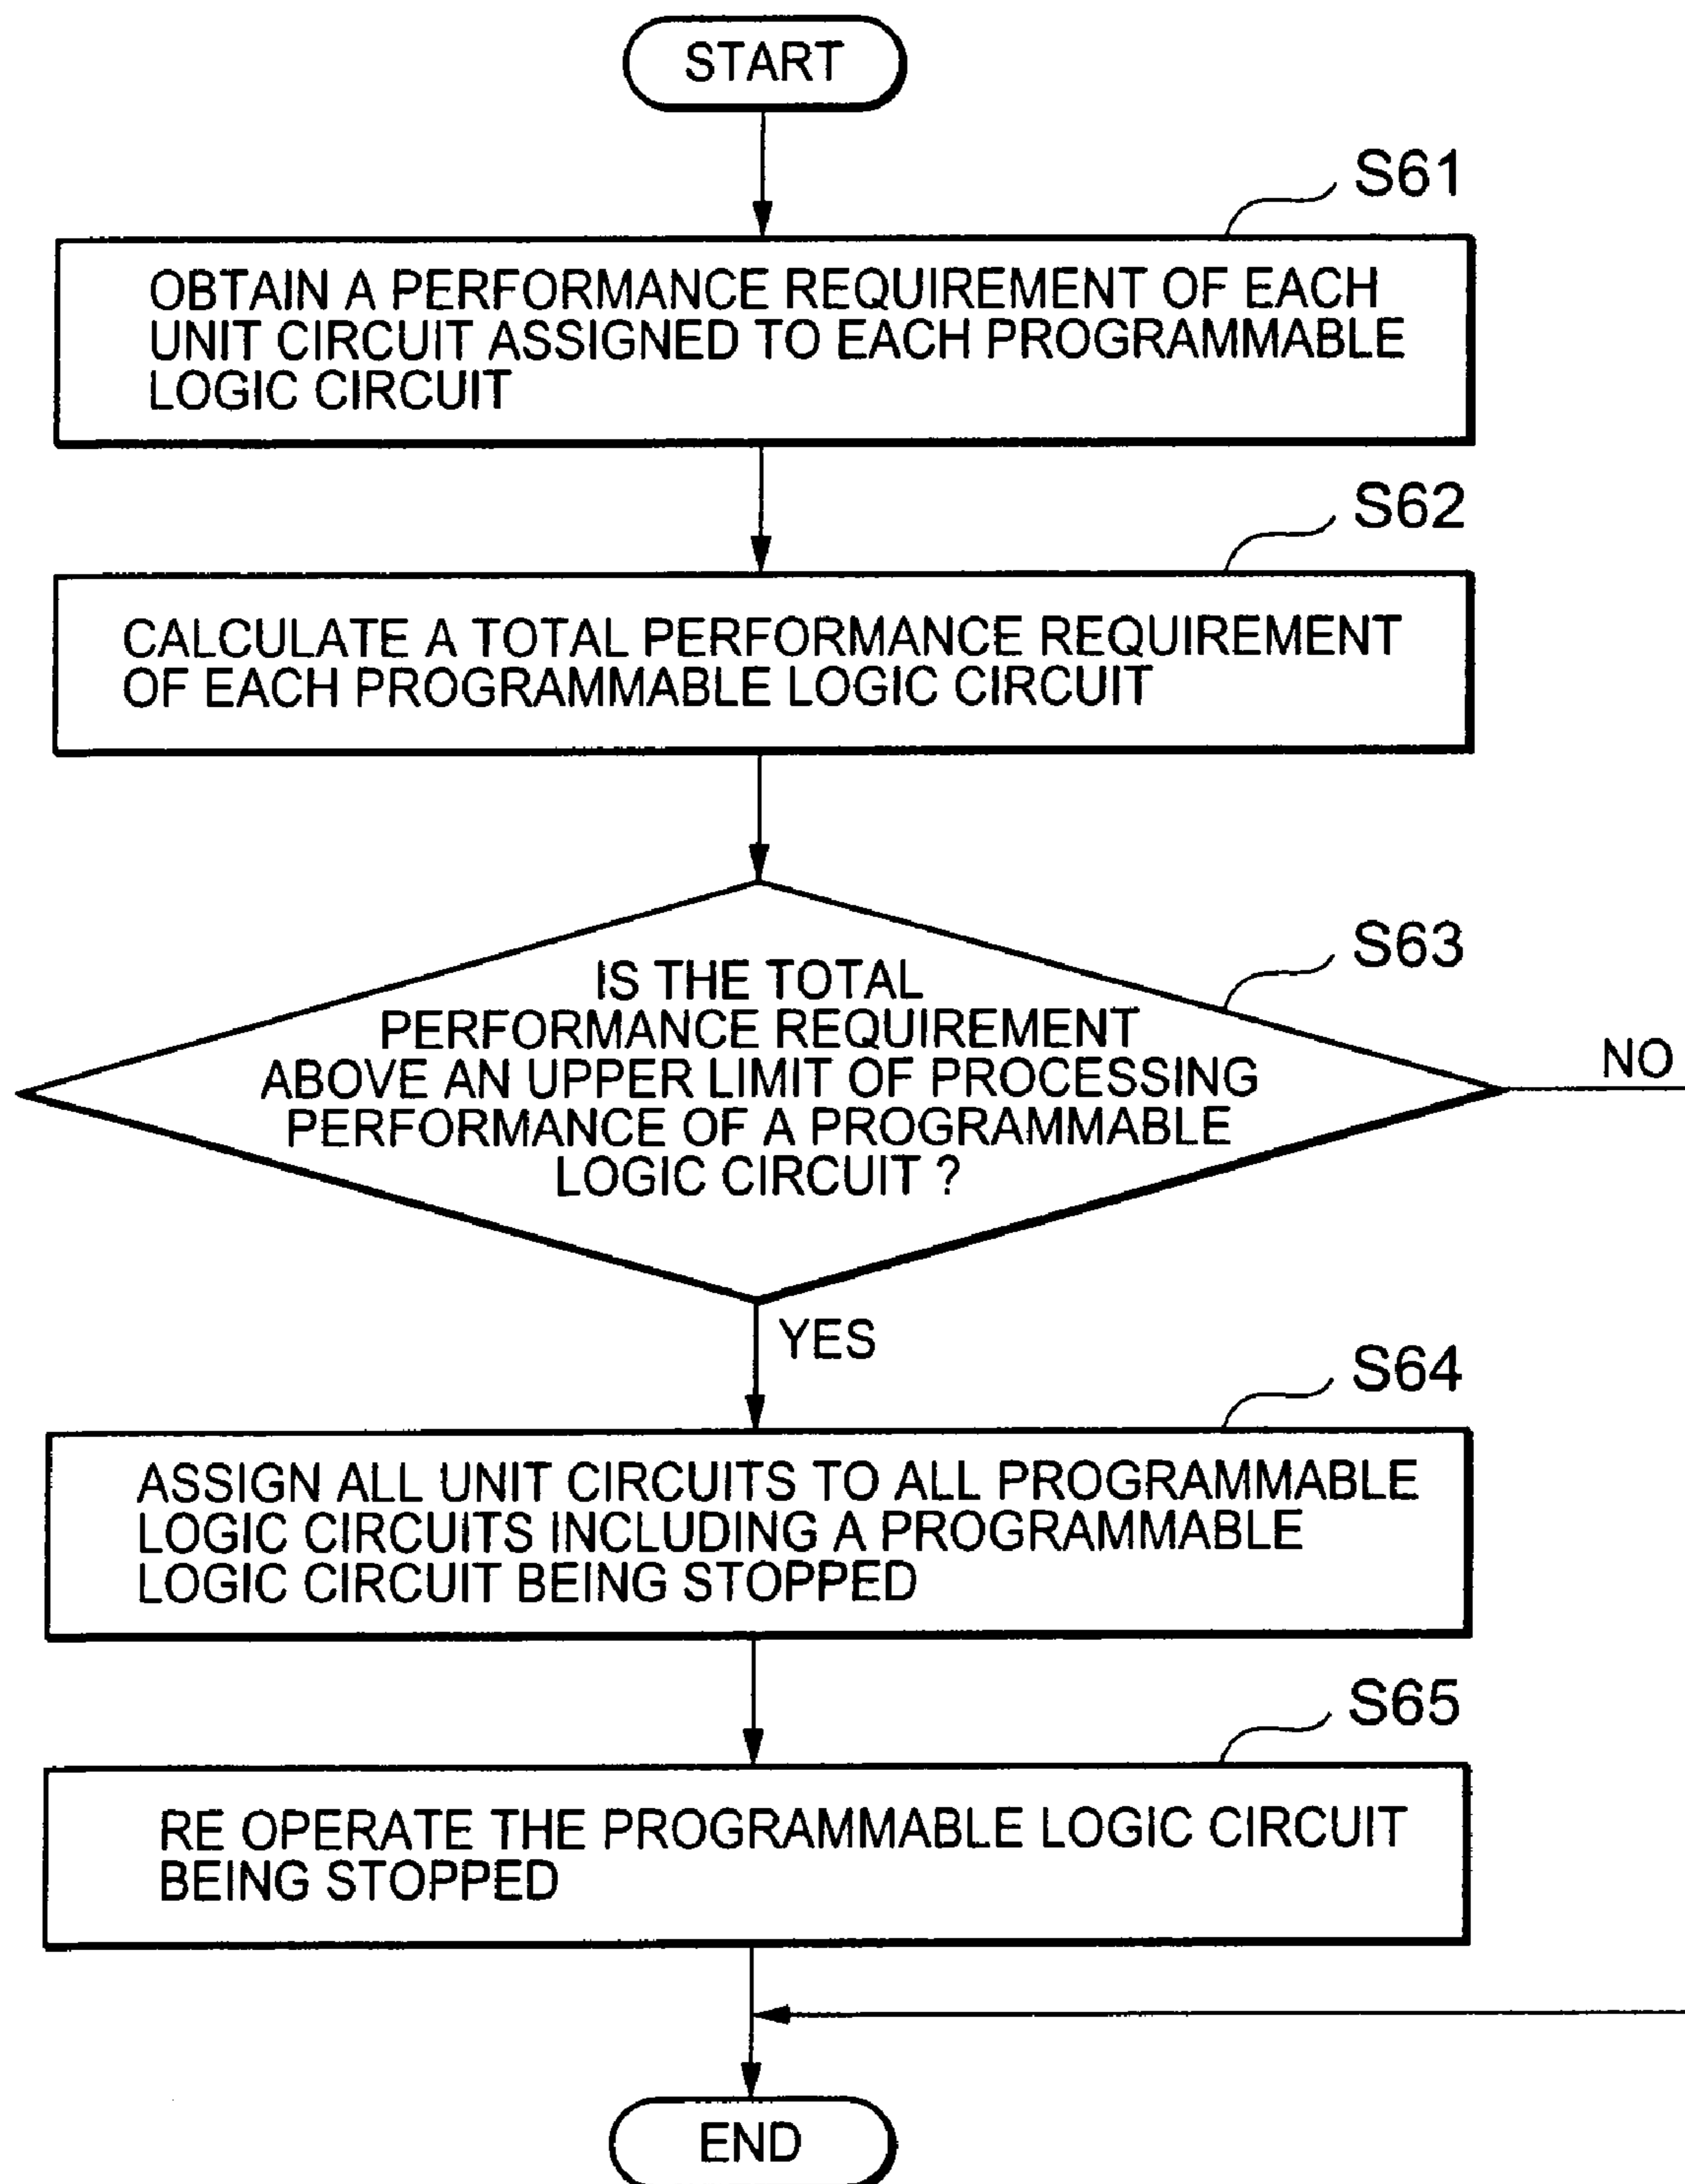 START
S61
OBTAIN A PERFORMANCE REQUIREMENT OF EACH
UNIT CIRCUIT ASSIGNED TO EACH PROGRAMMABLE
LOGIC CIRCUIT
S62
CALCULATE A TOTAL PERFORMANCE REQUIREMENT
OF EACH PROGRAMMABLE LOGIC CIRCUIT
S63
IS THE TOTAL
PERFORMANCE REQUIREMENT
ABOVE AN UPPER LIMIT OF PROCESSING
PERFORMANCE OF A PROGRAMMABLE
LOGIC CIRCUIT ?
NO
YES
S64
ASSIGN ALL UNIT CIRCUITS TO ALL PROGRAMMABLE
LOGIC CIRCUITS INCLUDING A PROGRAMMABLE
LOGIC CIRCUIT BEING STOPPED
S65
RE OPERATE THE PROGRAMMABLE LOGIC CIRCUIT
BEING STOPPED
END